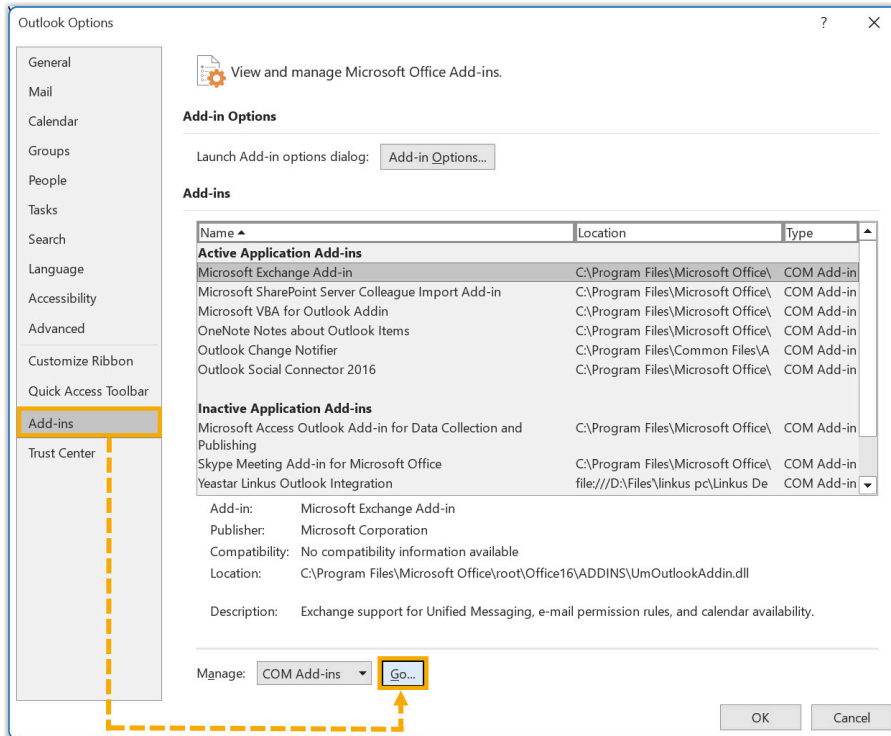 Outlook Options ? ×
General
Mail
Calendar
Groups
People
Tasks
Search
Language
Accessibility
Advanced
Customize Ribbon
Quick Access Toolbar
Add-ins
Trust Center
View and manage Microsoft Office Add-ins.
Add-in Options
Launch Add-in options dialog: Add-in Options...
Add-ins
Name Location Type
Active Application Add-ins
Microsoft Exchange Add-in C:\Program Files\Microsoft Office\ COM Add-in
Microsoft SharePoint Server Colleague Import Add-in C:\Program Files\Microsoft Office\ COM Add-in
Microsoft VBA for Outlook Addin C:\Program Files\Microsoft Office\ COM Add-in
OneNote Notes about Outlook Items C:\Program Files\Microsoft Office\ COM Add-in
Outlook Change Notifier C:\Program Files\Common Files\A COM Add-in
Outlook Social Connector 2016 C:\Program Files\Microsoft Office\ COM Add-in
Inactive Application Add-ins
Microsoft Access Outlook Add-in for Data Collection and C:\Program Files\Microsoft Office\ COM Add-in
Publishing
Skype Meeting Add-in for Microsoft Office C:\Program Files\Microsoft Office\ COM Add-in
Yeastar Linkus Outlook Integration file:///D:\Files'\linkus pc\Linkus De COM Add-in
Add-in: Microsoft Exchange Add-in
Publisher: Microsoft Corporation
Compatibility: No compatibility information available
Location: C:\Program Files\Microsoft Office\root\Office16\ADDINS\UmOutlookAddin.dll
Description: Exchange support for Unified Messaging, e-mail permission rules, and calendar availability.
Manage: COM Add-ins Go...
OK Cancel